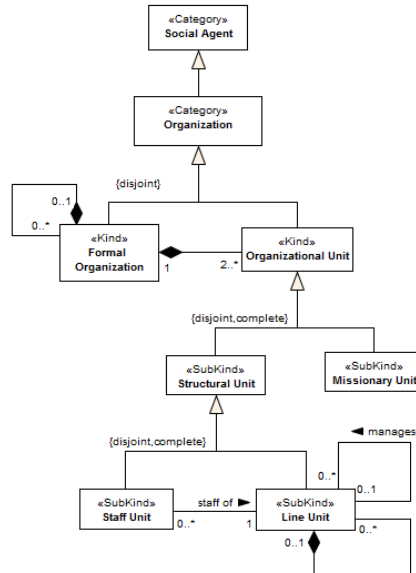 «Category»
Social Agent
«Category»
Organization
{disjoint}
0..1
0..*
«Kind»
Formal
Organization
1
2..*
«Kind»
Organizational Unit
{disjoint,complete}
«SubKind»
Structural Unit
«SubKind»
Missionary Unit
{disjoint,complete}
manages
0..*
0..1
«SubKind»
Staff Unit
staff of
0..*
1
«SubKind»
Line Unit
0..*
0..1